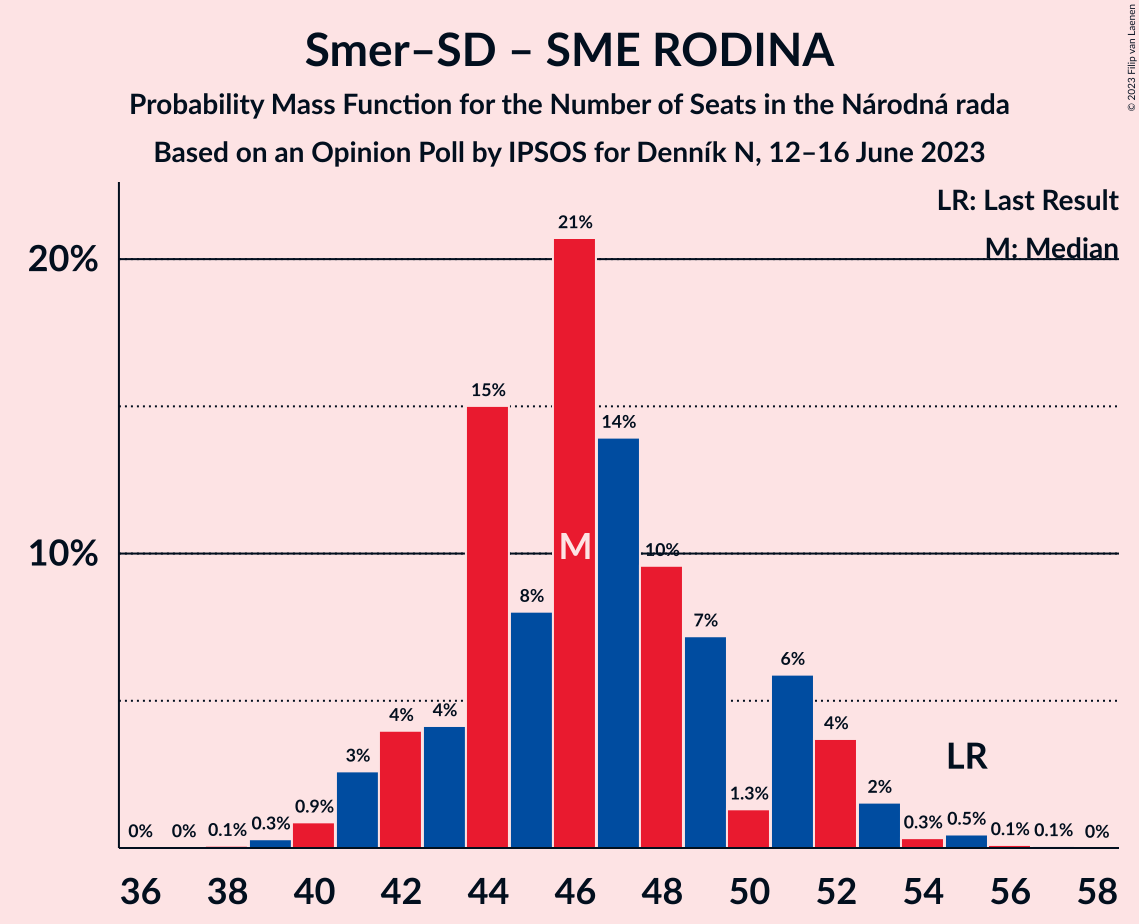 Smer–SD – SME RODINA
Probability Mass Function for the Number of Seats in the Národná rada
Based on an Opinion Poll by IPSOS for Denník N, 12–16 June 2023
© 2023 Filip van Laenen
LR: Last Result
M: Median
20%
10%
0% 0% 0.1% 0.3% 0.9% 3% 4% 4% 15% 8% 21% 14% 10% 7% 1.3% 6% 4% 2% 0.3% 0.5% 0.1% 0.1% 0%
M
LR
36 38 40 42 44 46 48 50 52 54 56 58